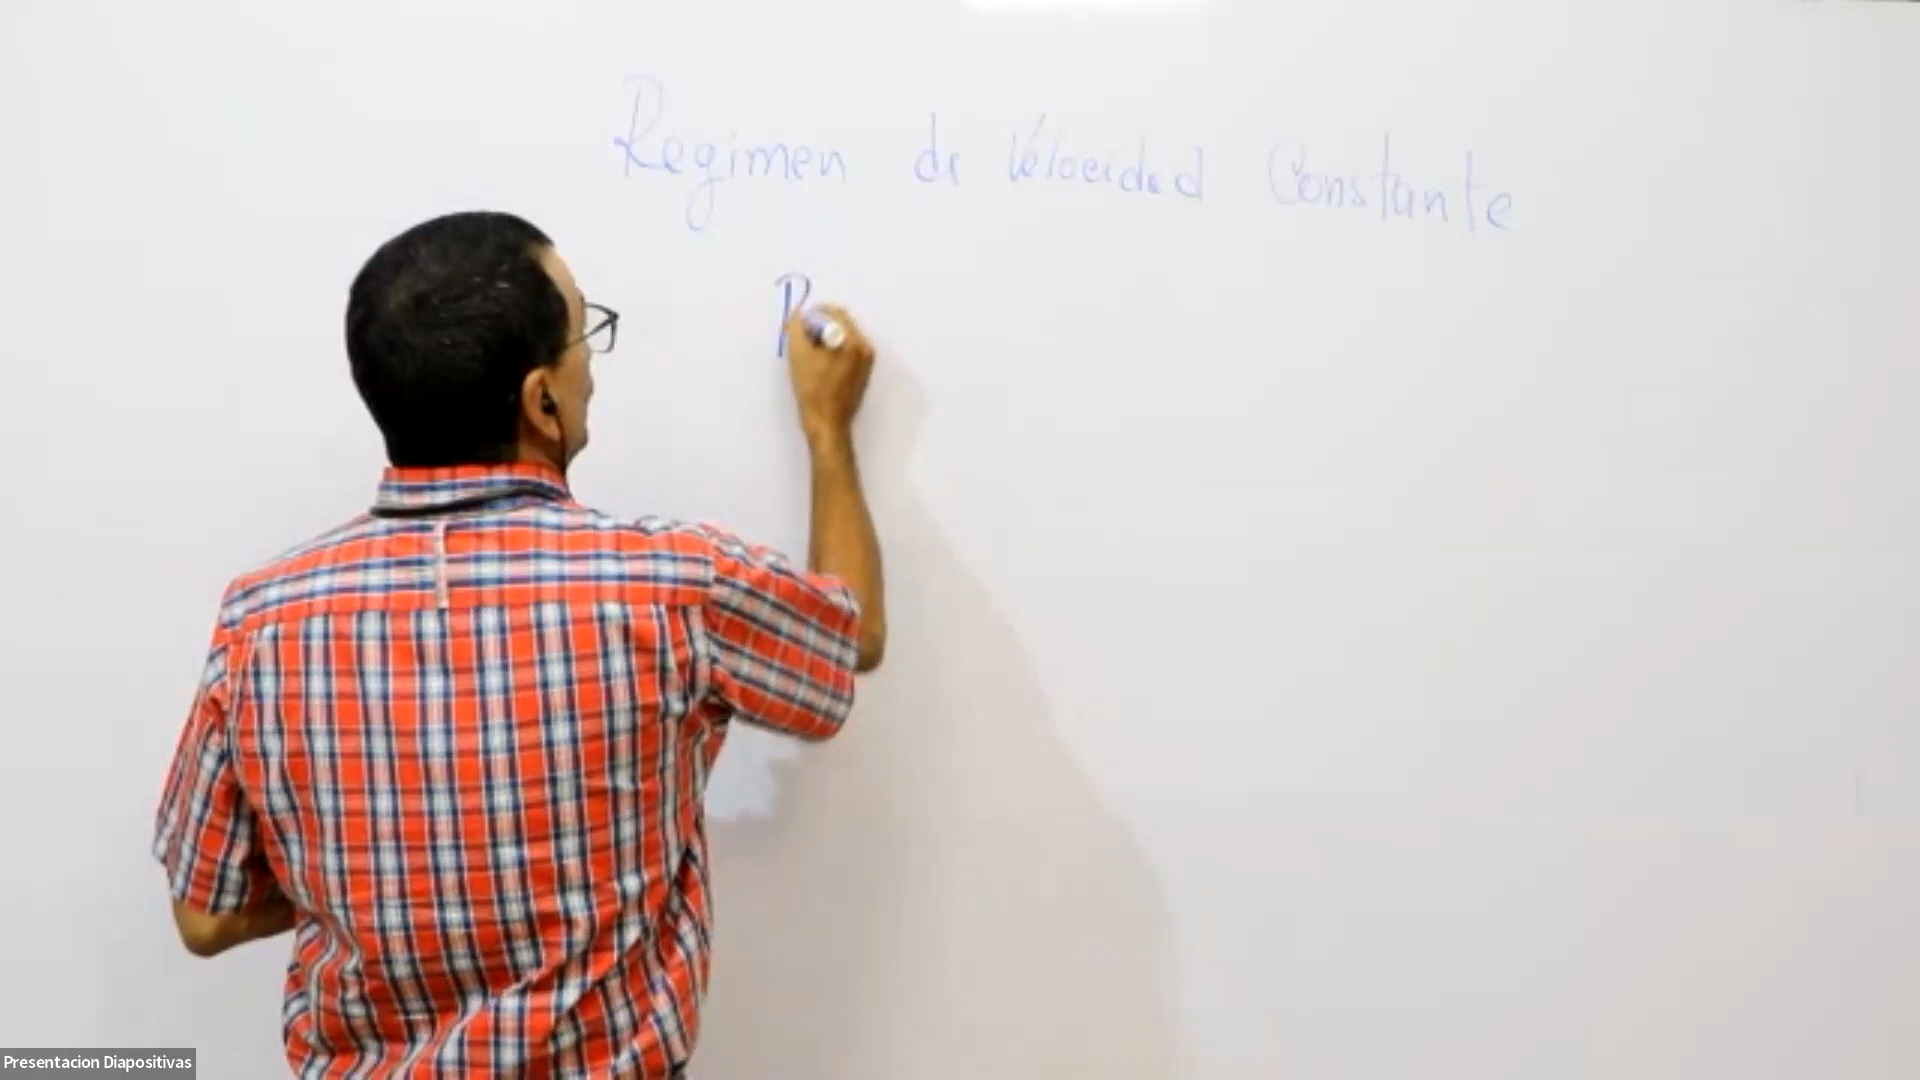 Regimen de Velocidad Constante
P
Presentacion Diapositivas